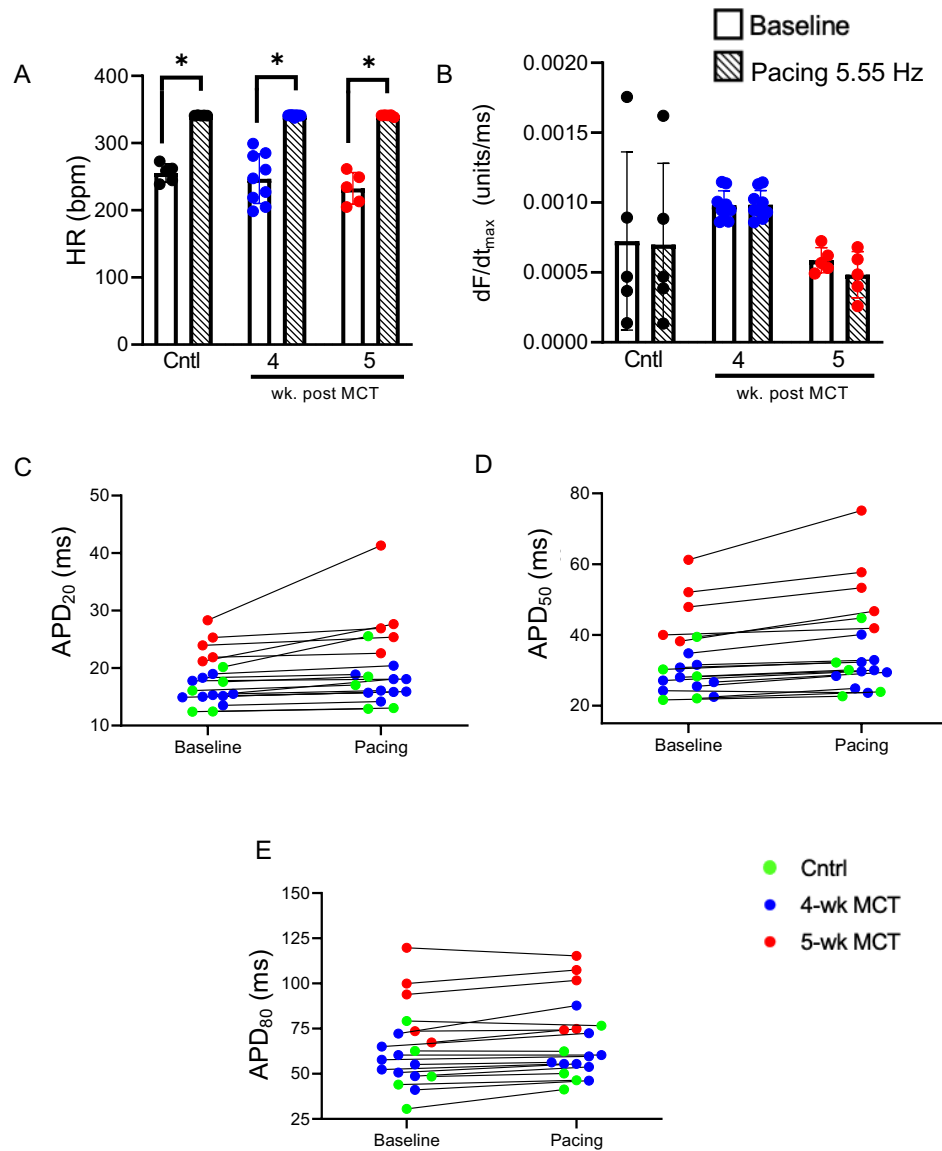 Baseline
Pacing 5.55 Hz
A
HR (bpm)
400
300
200
100
0
*
*
*
Cntl
4
5
wk. post MCT
B
dF/dtmax (units/ms)
0.0020
0.0015
0.0010
0.0005
0.0000
Cntl
4
5
wk. post MCT
C
APD20 (ms)
50
40
30
20
10
Baseline
Pacing
D
APD50 (ms)
80
60
40
20
Baseline
Pacing
E
APD80 (ms)
150
125
100
75
50
25
Baseline
Pacing
Cntrl
4-wk MCT
5-wk MCT